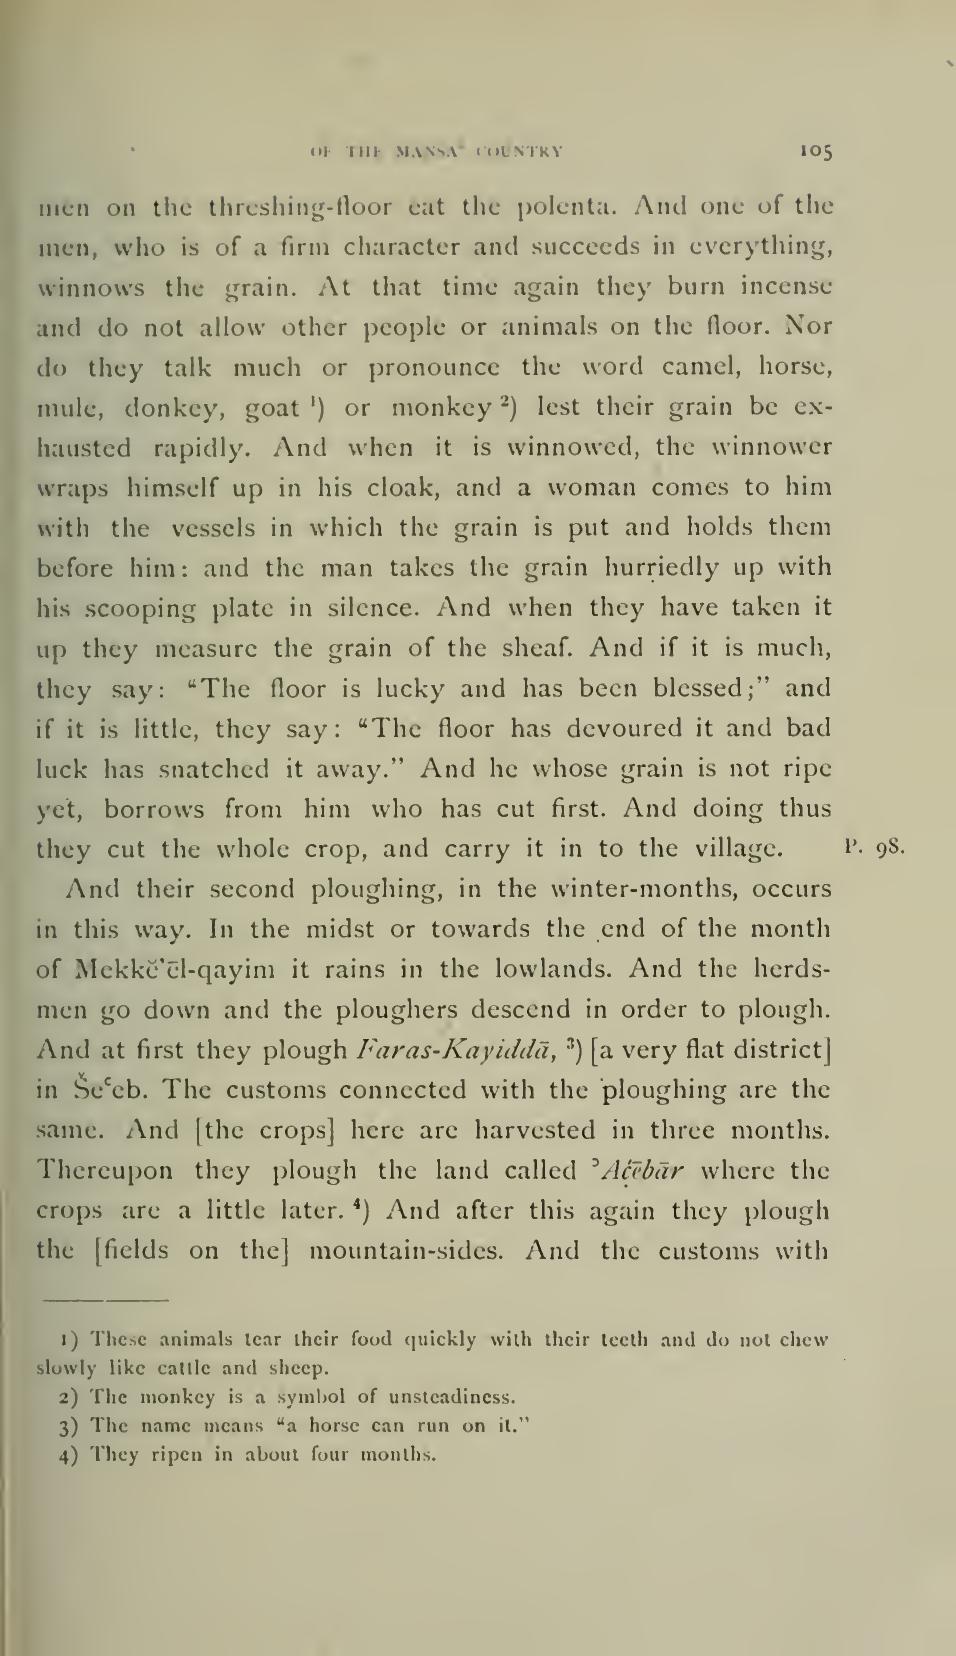 OF THE MANSAʿ COUNTRY 105
men on the threshing-floor eat the polenta. And one of the
men, who is of a firm character and succeeds in everything,
winnows the grain. At that time again they burn incense
and do not allow other people or animals on the floor. Nor
do they talk much or pronounce the word camel, horse,
mule, donkey, goat ¹) or monkey ²) lest their grain be ex-
hausted rapidly. And when it is winnowed, the winnower
wraps himself up in his cloak, and a woman comes to him
with the vessels in which the grain is put and holds them
before him: and the man takes the grain hurriedly up with
his scooping plate in silence. And when they have taken it
up they measure the grain of the sheaf. And if it is much,
they say: “The floor is lucky and has been blessed;” and
if it is little, they say: “The floor has devoured it and bad
luck has snatched it away.” And he whose grain is not ripe
yet, borrows from him who has cut first. And doing thus
they cut the whole crop, and carry it in to the village. P. 98.
And their second ploughing, in the winter-months, occurs
in this way. In the midst or towards the end of the month
of Mekkĕʾēl-qayim it rains in the lowlands. And the herds-
men go down and the ploughers descend in order to plough.
And at first they plough Faras-Kayiddā, ³) [a very flat district]
in Šeʿeb. The customs connected with the ploughing are the
same. And [the crops] here are harvested in three months.
Thereupon they plough the land called ʾAč̣ēbār where the
crops are a little later. ⁴) And after this again they plough
the [fields on the] mountain-sides. And the customs with
1) These animals tear their food quickly with their teeth and do not chew
slowly like cattle and sheep.
2) The monkey is a symbol of unsteadiness.
3) The name means “a horse can run on it.”
4) They ripen in about four months.